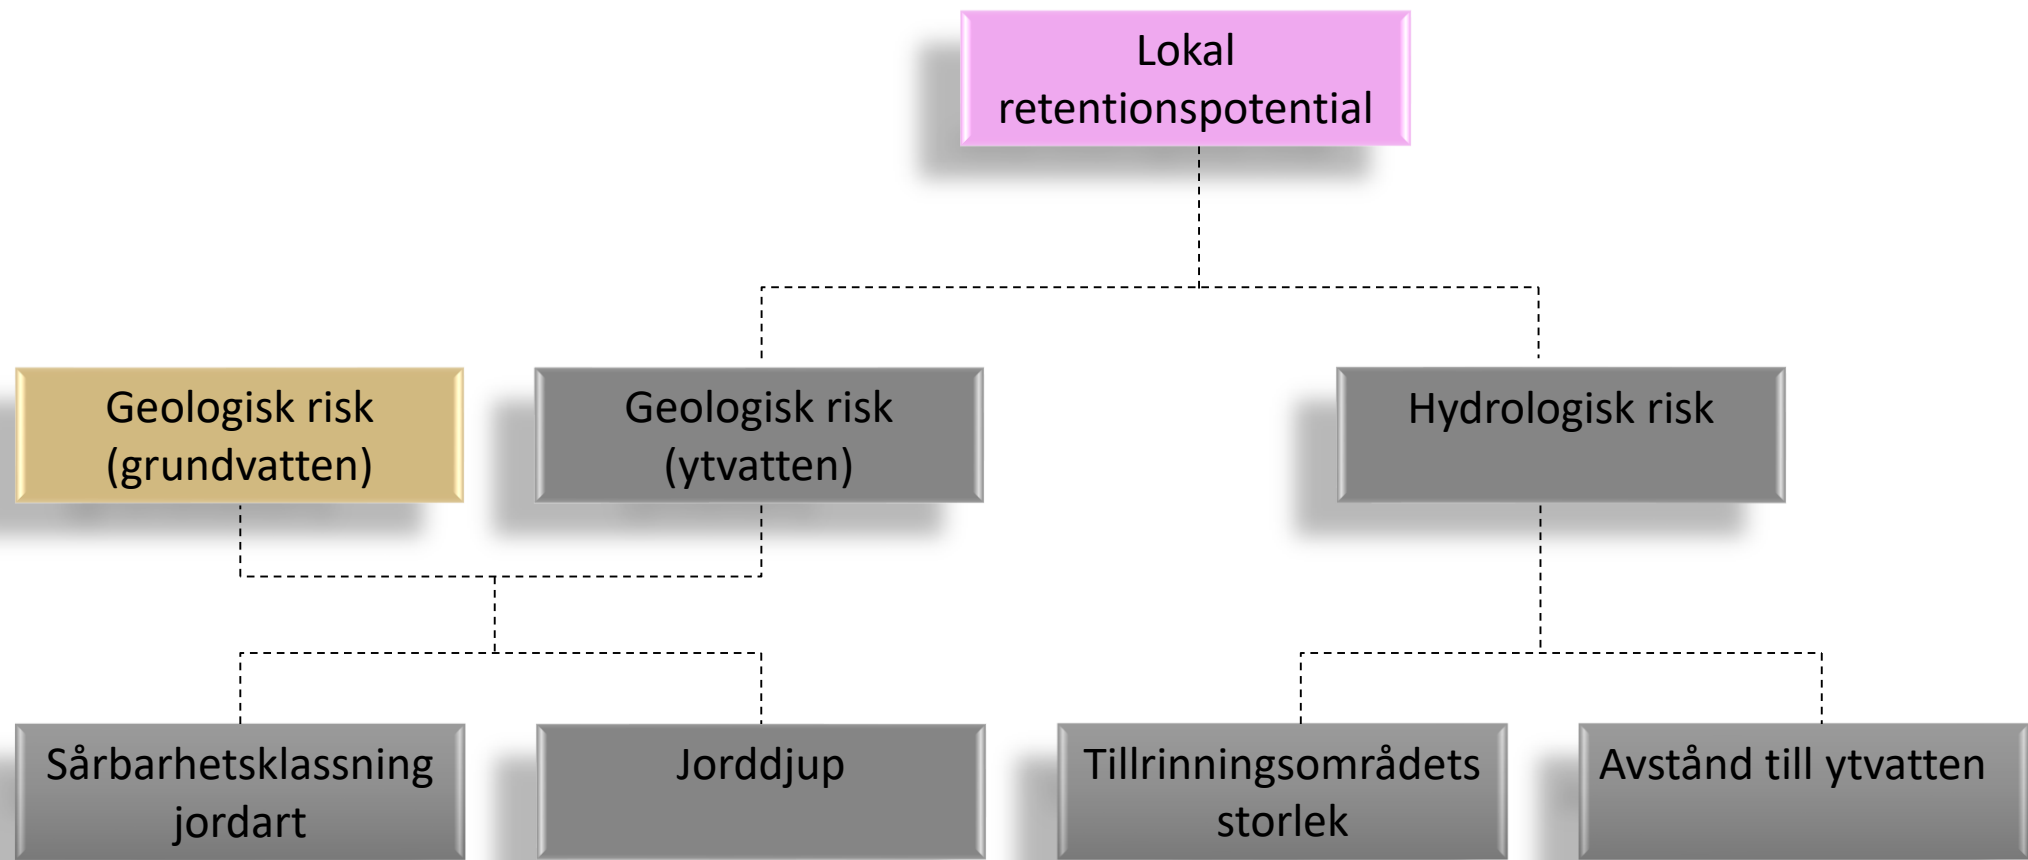 Lokal
retentionspotential
Geologisk risk
(grundvatten)
Geologisk risk
(ytvatten)
Hydrologisk risk
Sårbarhetsklassning
jordart
Jorddjup
Tillrinningsområdets
storlek
Avstånd till ytvatten